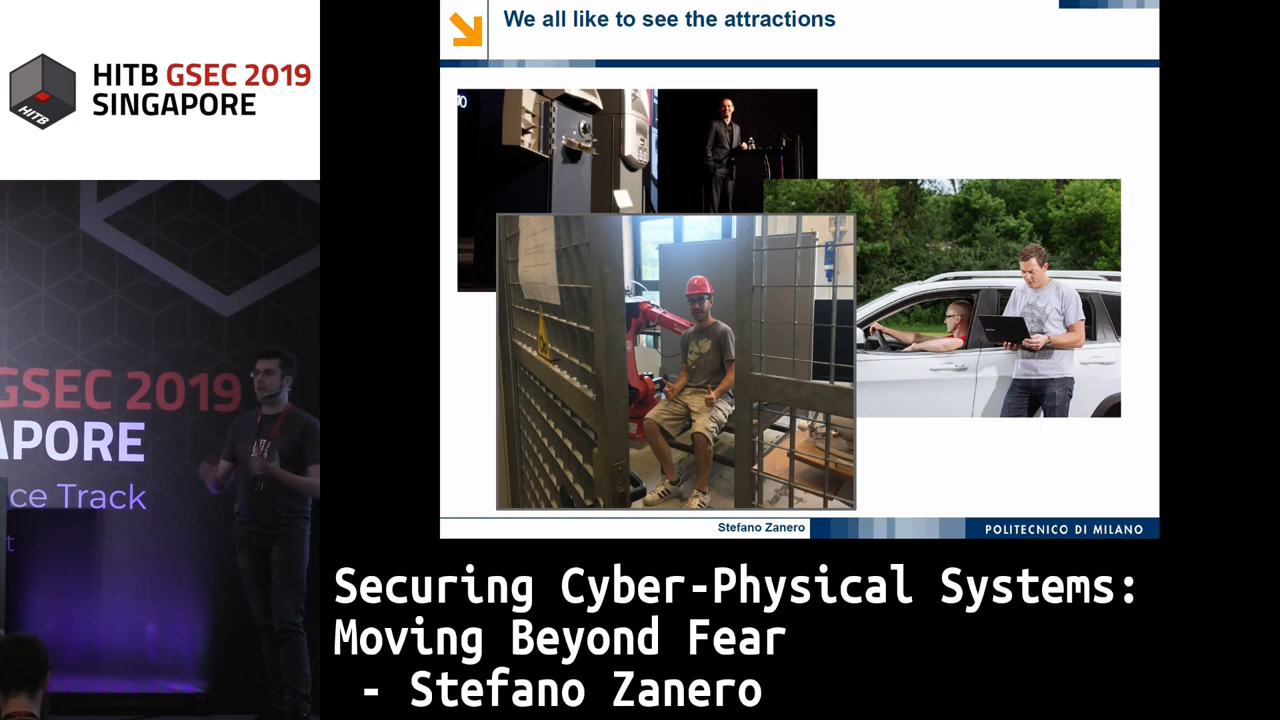 HITB GSEC 2019
SINGAPORE
HITB
We all like to see the attractions
Stefano Zanero
POLITECNICO DI MILANO
GSEC 2019
APORE
ce Track
Securing Cyber-Physical Systems:
Moving Beyond Fear
- Stefano Zanero